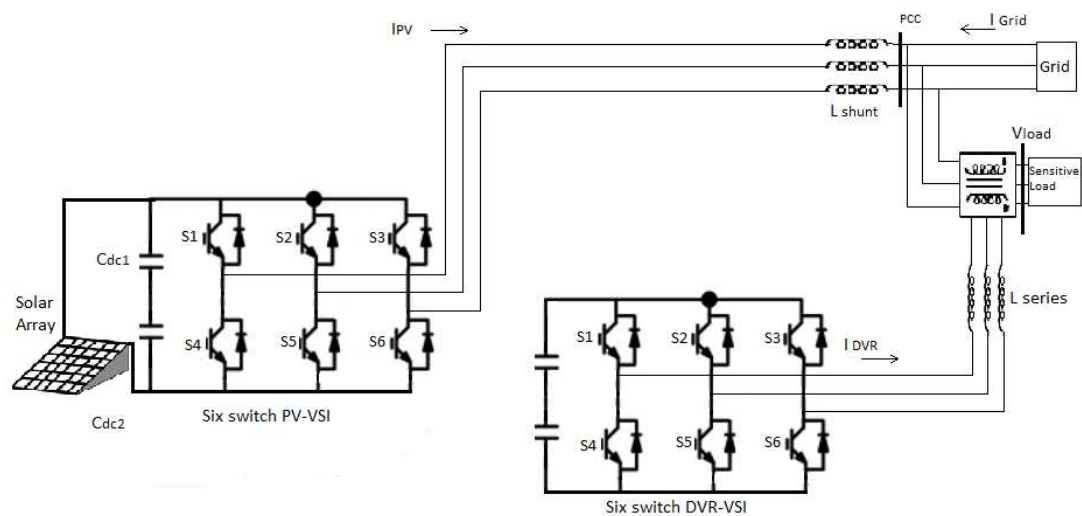 IPV
PCC
I Grid
Grid
L shunt
Vload
Sensitive
Load
S1
S2
S3
Cdc1
Solar
Array
S4
S5
S6
Cdc2
Six switch PV-VSI
L series
S1
S2
S3
I DVR
S4
S5
S6
Six switch DVR-VSI